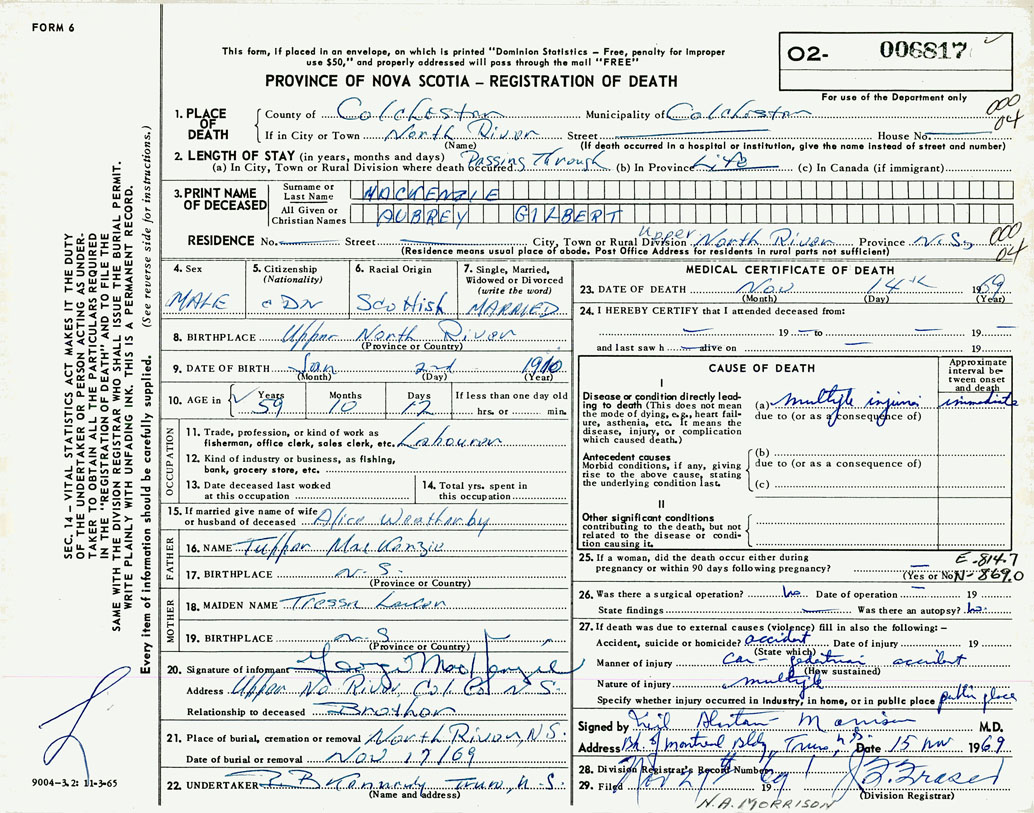 FORM 6
This form, if placed in an envelope, on which is printed "Dominion Statistics – Free, penalty for improper
use $50," and properly addressed will pass through the mail "FREE"
PROVINCE OF NOVA SCOTIA – REGISTRATION OF DEATH
O2- 006817
For use of the Department only
000
04
1. PLACE OF DEATH
County of Colchester Municipality of Colchester
If in City or Town North River Street House No.
(Name) (If death occurred in a hospital or institution, give the name instead of street and number)
2. LENGTH OF STAY (in years, months and days)
(a) In City, Town or Rural Division where death occurred Passing Through (b) In Province Life (c) In Canada (if immigrant)
3. PRINT NAME OF DECEASED
Surname or Last Name MACKENZIE
All Given or Christian Names AUBREY GILBERT
RESIDENCE No. Street City, Town or Rural Division Upper North River Province N.S.
000
04
(Residence means usual place of abode. Post Office Address for residents in rural parts not sufficient)
4. Sex MALE
5. Citizenship (Nationality) CDN
6. Racial Origin Scottish
7. Single, Married, Widowed or Divorced (write the word) MARRIED
8. BIRTHPLACE Upper North River
(Province or Country)
9. DATE OF BIRTH Jan 2nd 1910
(Month) (Day) (Year)
10. AGE in Years 59 Months 10 Days 12 If less than one day old hrs. or min.
OCCUPATION
11. Trade, profession, or kind of work as
fisherman, office clerk, sales clerk, etc. Labourer
12. Kind of industry or business, as fishing,
bank, grocery store, etc.
13. Date deceased last worked
at this occupation
14. Total yrs. spent in
this occupation
15. If married give name of wife
or husband of deceased Alice Weatherby
FATHER
16. NAME Tupper MacKenzie
17. BIRTHPLACE N.S.
(Province or Country)
MOTHER
18. MAIDEN NAME Tressa
19. BIRTHPLACE N.S
(Province or Country)
20. Signature of informant George MacKenzie
Address Upper No River, Col Co N.S.
Relationship to deceased Brother
21. Place of burial, cremation or removal North River, N.S.
Date of burial or removal Nov 17/69
22. UNDERTAKER Kennedy Truro, N.S.
(Name and address)
MEDICAL CERTIFICATE OF DEATH
23. DATE OF DEATH Nov 14th 1969
(Month) (Day) (Year)
24. I HEREBY CERTIFY that I attended deceased from:
19 to 19
and last saw h alive on 19
CAUSE OF DEATH
Approximate interval between onset and death
I
Disease or condition directly leading to death (This does not mean the mode of dying, e.g., heart failure, asthenia, etc. It means the disease, injury, or complication which caused death.)
(a) multiple injuries immediate
due to (or as a consequence of)
Antecedent causes
Morbid conditions, if any, giving rise to the above cause, stating the underlying condition last.
(b)
due to (or as a consequence of)
(c)
II
Other significant conditions
contributing to the death, but not related to the disease or condition causing it.
25. If a woman, did the death occur either during
pregnancy or within 90 days following pregnancy?
(Yes or No)
E-814.7
N-869.0
26. Was there a surgical operation? no Date of operation 19
State findings Was there an autopsy? no
27. If death was due to external causes (violence) fill in also the following:–
Accident, suicide or homicide? accident Date of injury 19
(State which)
Manner of injury car - pedestrian accident
(How sustained)
Nature of injury multiple
Specify whether injury occurred in industry, in home, or in public place public place
Signed by Neil Alistair Morrison M.D.
Address Bk. of Montreal Bldg, Truro, N.S. Date 15 Nov 1969
28. Division Registrar's Record Number
29. Filed Nov 69 19
J. Fraser
(Division Registrar)
N.A. MORRISON
SEC. 14 – VITAL STATISTICS ACT MAKES IT THE DUTY
OF THE UNDERTAKER OR PERSON ACTING AS UNDER-
TAKER TO OBTAIN ALL THE PARTICULARS REQUIRED
IN THE "REGISTRATION OF DEATH" AND TO FILE THE
SAME WITH THE DIVISION REGISTRAR WHO SHALL ISSUE THE BURIAL PERMIT.
WRITE PLAINLY WITH UNFADING INK. THIS IS A PERMANENT RECORD.
Every item of information should be carefully supplied. (See reverse side for instructions.)
9004-3.2: 11-3-65